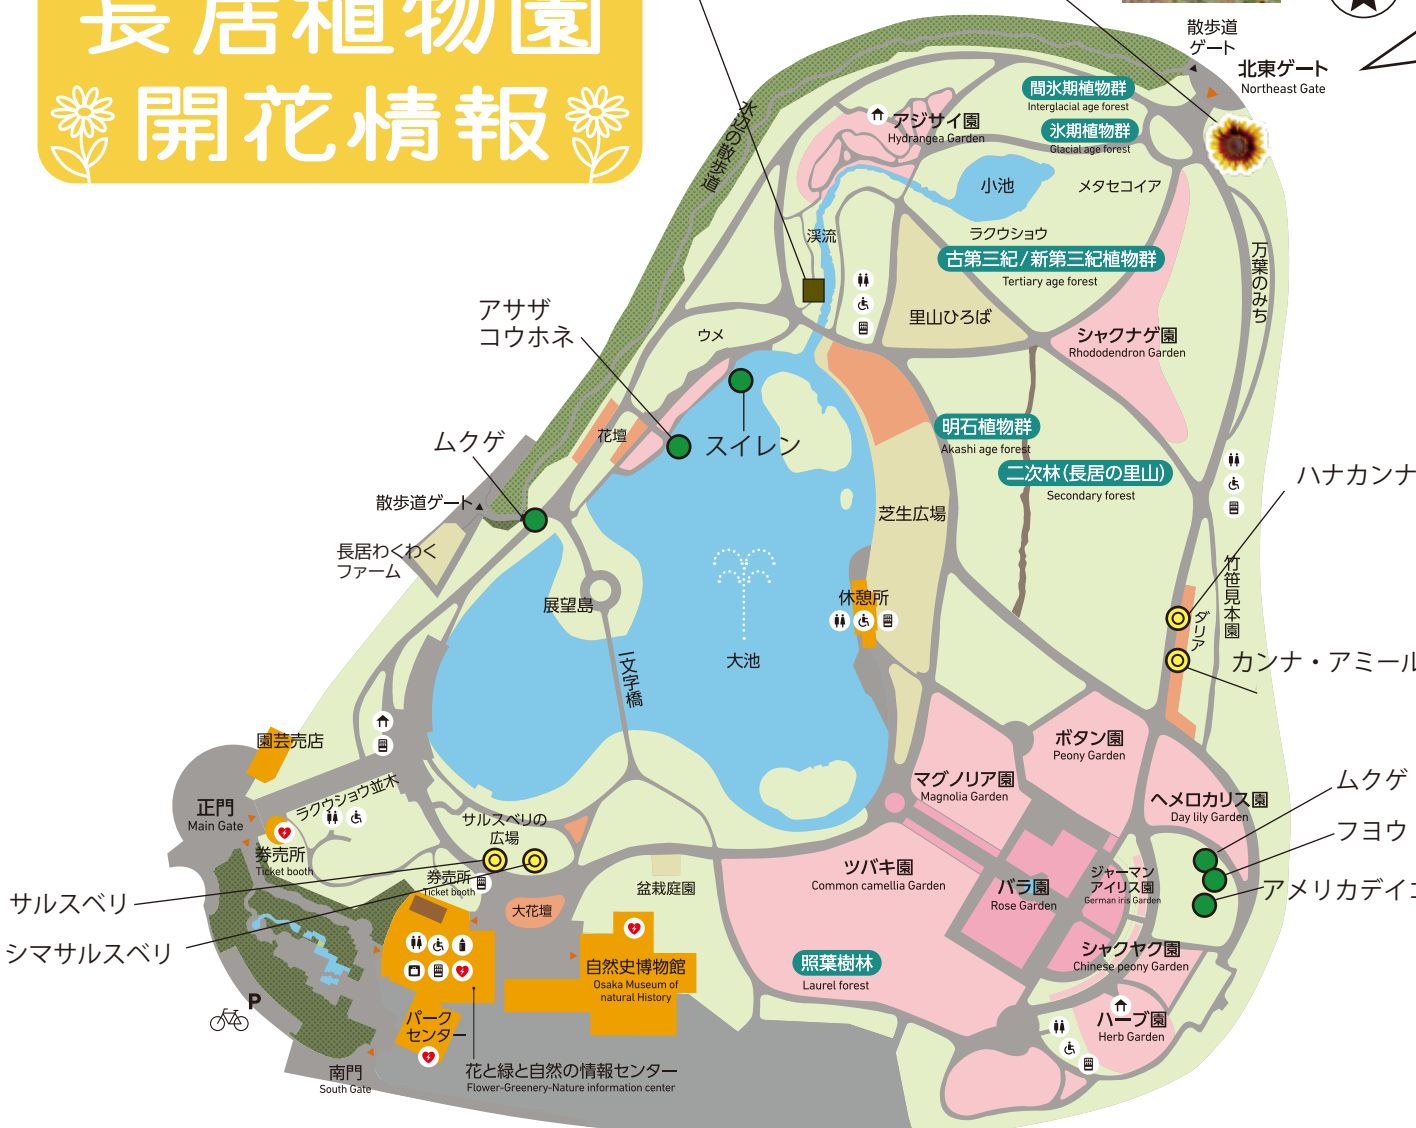 長居植物園
開花情報
散歩道
ゲート
北東ゲート
Northeast Gate
間氷期植物群
Interglacial age forest
氷期植物群
Glacial age forest
アジサイ園
Hydrangea Garden
水辺の散歩道
小池
メタセコイア
ラクウショウ
渓流
古第三紀/新第三紀植物群
Tertiary age forest
万葉のみち
里山ひろば
シャクナゲ園
Rhododendron Garden
アサザ
コウホネ
ウメ
花壇
スイレン
ムクゲ
明石植物群
Akashi age forest
二次林(長居の里山)
Secondary forest
ハナカンナ
散歩道ゲート
長居わくわく
ファーム
芝生広場
竹笹見本園
展望島
休憩所
ダリア
一文字橋
大池
カンナ・アミール
園芸売店
ボタン園
Peony Garden
マグノリア園
Magnolia Garden
ヘメロカリス園
Day lily Garden
ムクゲ
フヨウ
アメリカデイゴ
正門
Main Gate
ラクウショウ並木
サルスベリの
広場
券売所
Ticket booth
券売所
Ticket booth
盆栽庭園
ツバキ園
Common camellia Garden
バラ園
Rose Garden
ジャーマン
アイリス園
German iris Garden
サルスベリ
シマサルスベリ
大花壇
シャクヤク園
Chinese peony Garden
照葉樹林
Laurel forest
自然史博物館
Osaka Museum of
natural History
P
パーク
センター
ハーブ園
Herb Garden
南門
South Gate
花と緑と自然の情報センター
Flower-Greenery-Nature information center